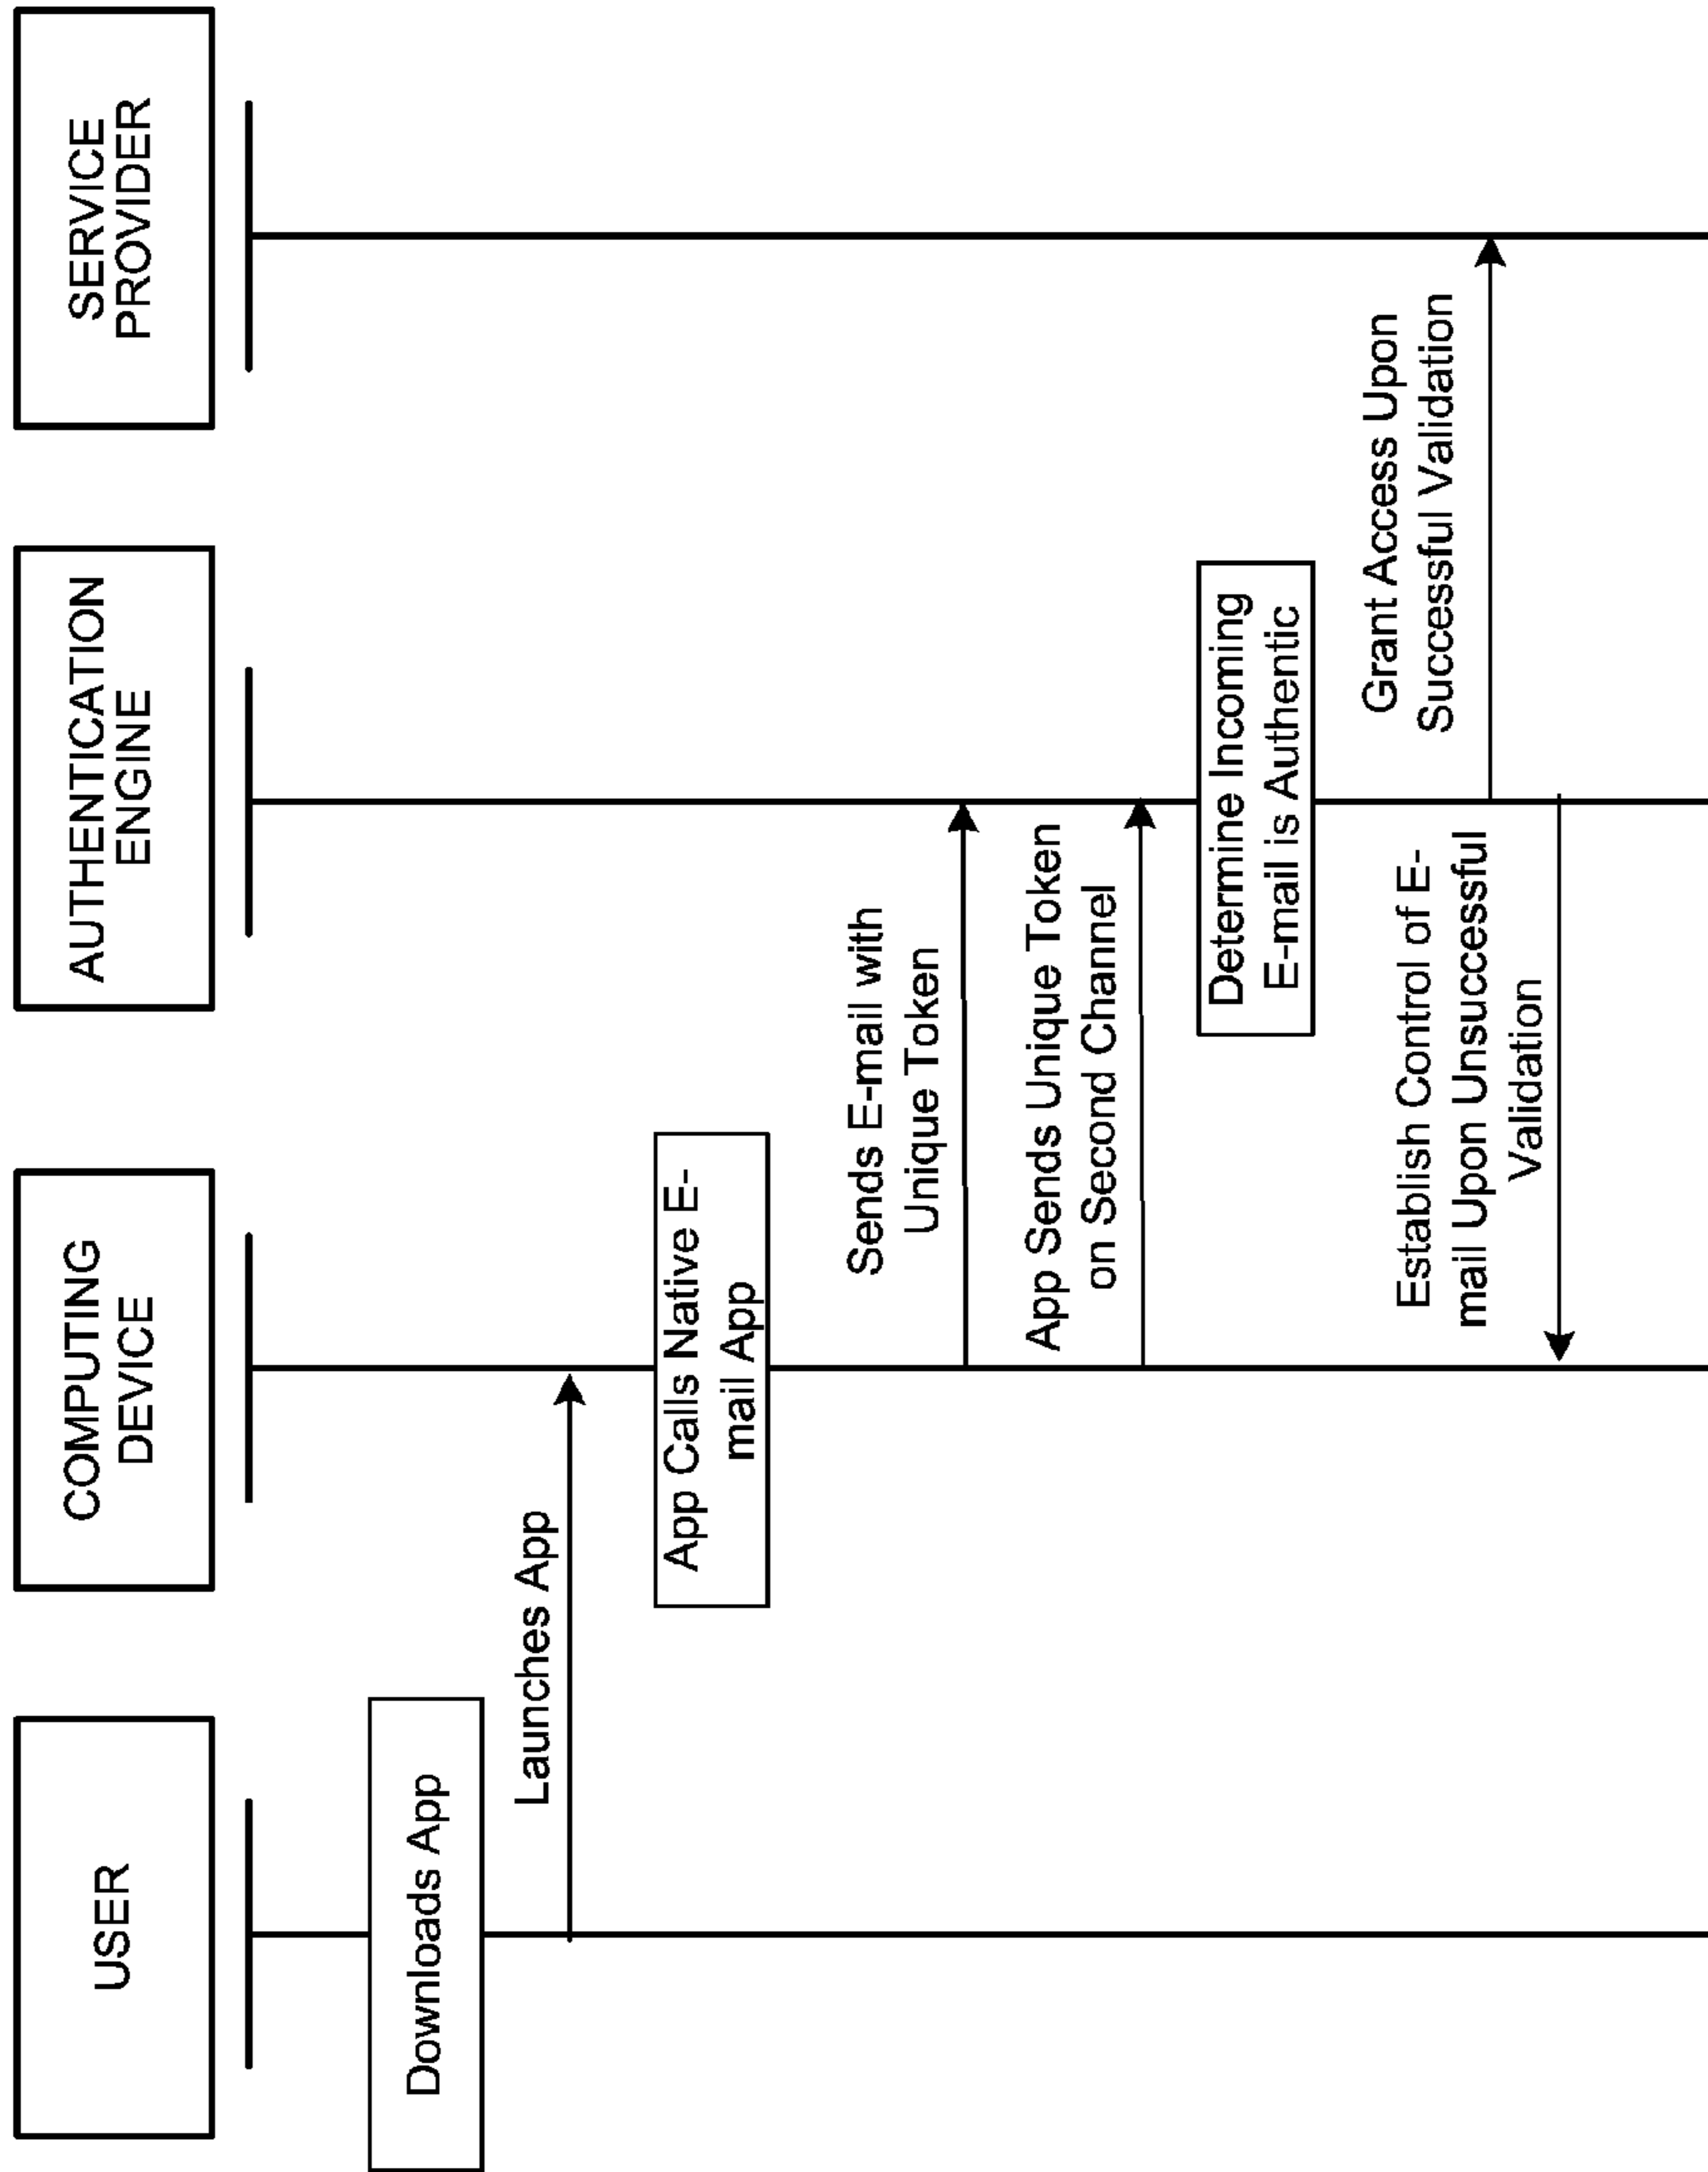 USER
COMPUTING
DEVICE
AUTHENTICATION
ENGINE
SERVICE
PROVIDER
Downloads App
Launches App
App Calls Native E-
mail App
Sends E-mail with
Unique Token
App Sends Unique Token
on Second Channel
Determine Incoming
E-mail is Authentic
Grant Access Upon
Successful Validation
Establish Control of E-
mail Upon Unsuccessful
Validation